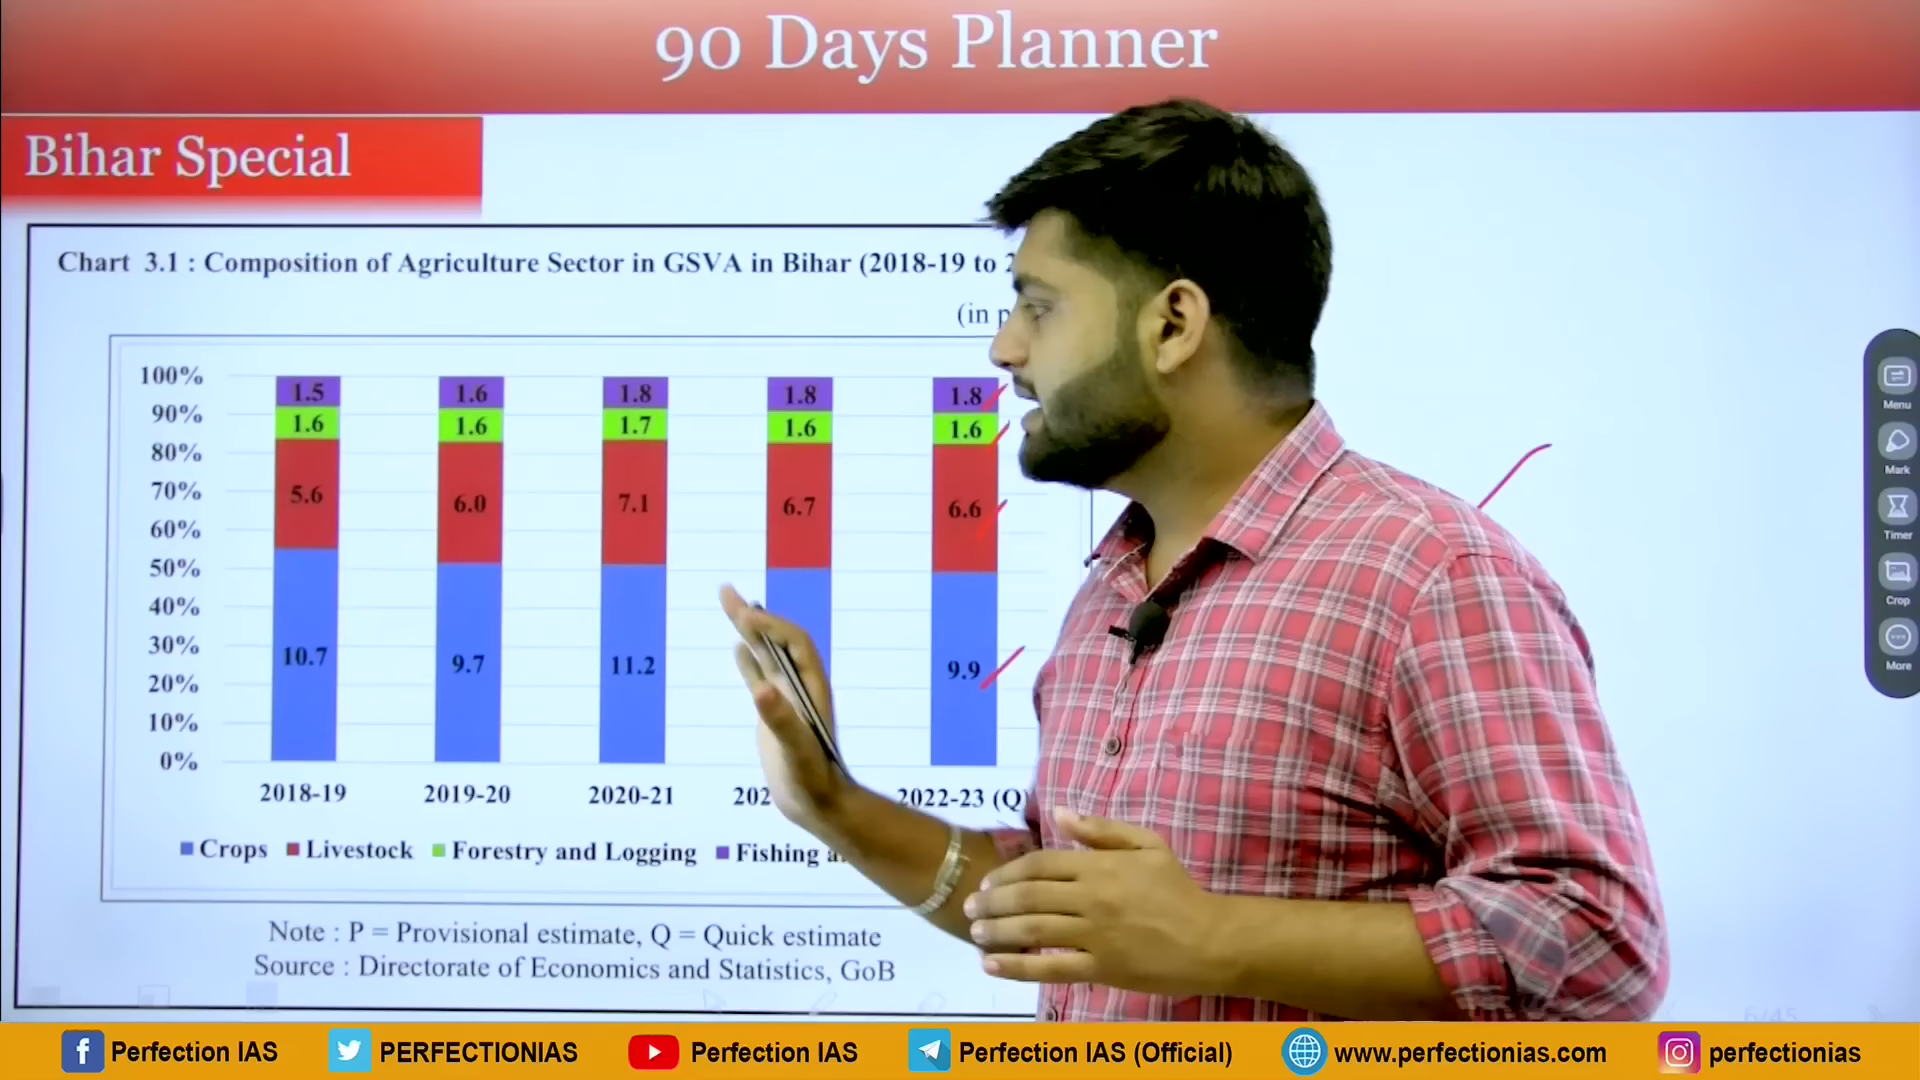 90 Days Planner
Bihar Special
Chart 3.1 : Composition of Agriculture Sector in GSVA in Bihar (2018-19 to
(in
100%
90%
80%
70%
60%
50%
40%
30%
20%
10%
0%
1.5 1.6 1.8 1.8 1.8
1.6 1.6 1.7 1.6 1.6
5.6 6.0 7.1 6.7 6.6
10.7 9.7 11.2 9.9
2018-19 2019-20 2020-21 202 2022-23 (Q)
Crops Livestock Forestry and Logging Fishing
Note : P = Provisional estimate, Q = Quick estimate
Source : Directorate of Economics and Statistics, GoB
Menu
Mark
Timer
Crop
More
6/45
Perfection IAS PERFECTIONIAS Perfection IAS Perfection IAS (Official) www.perfectionias.com perfectionias